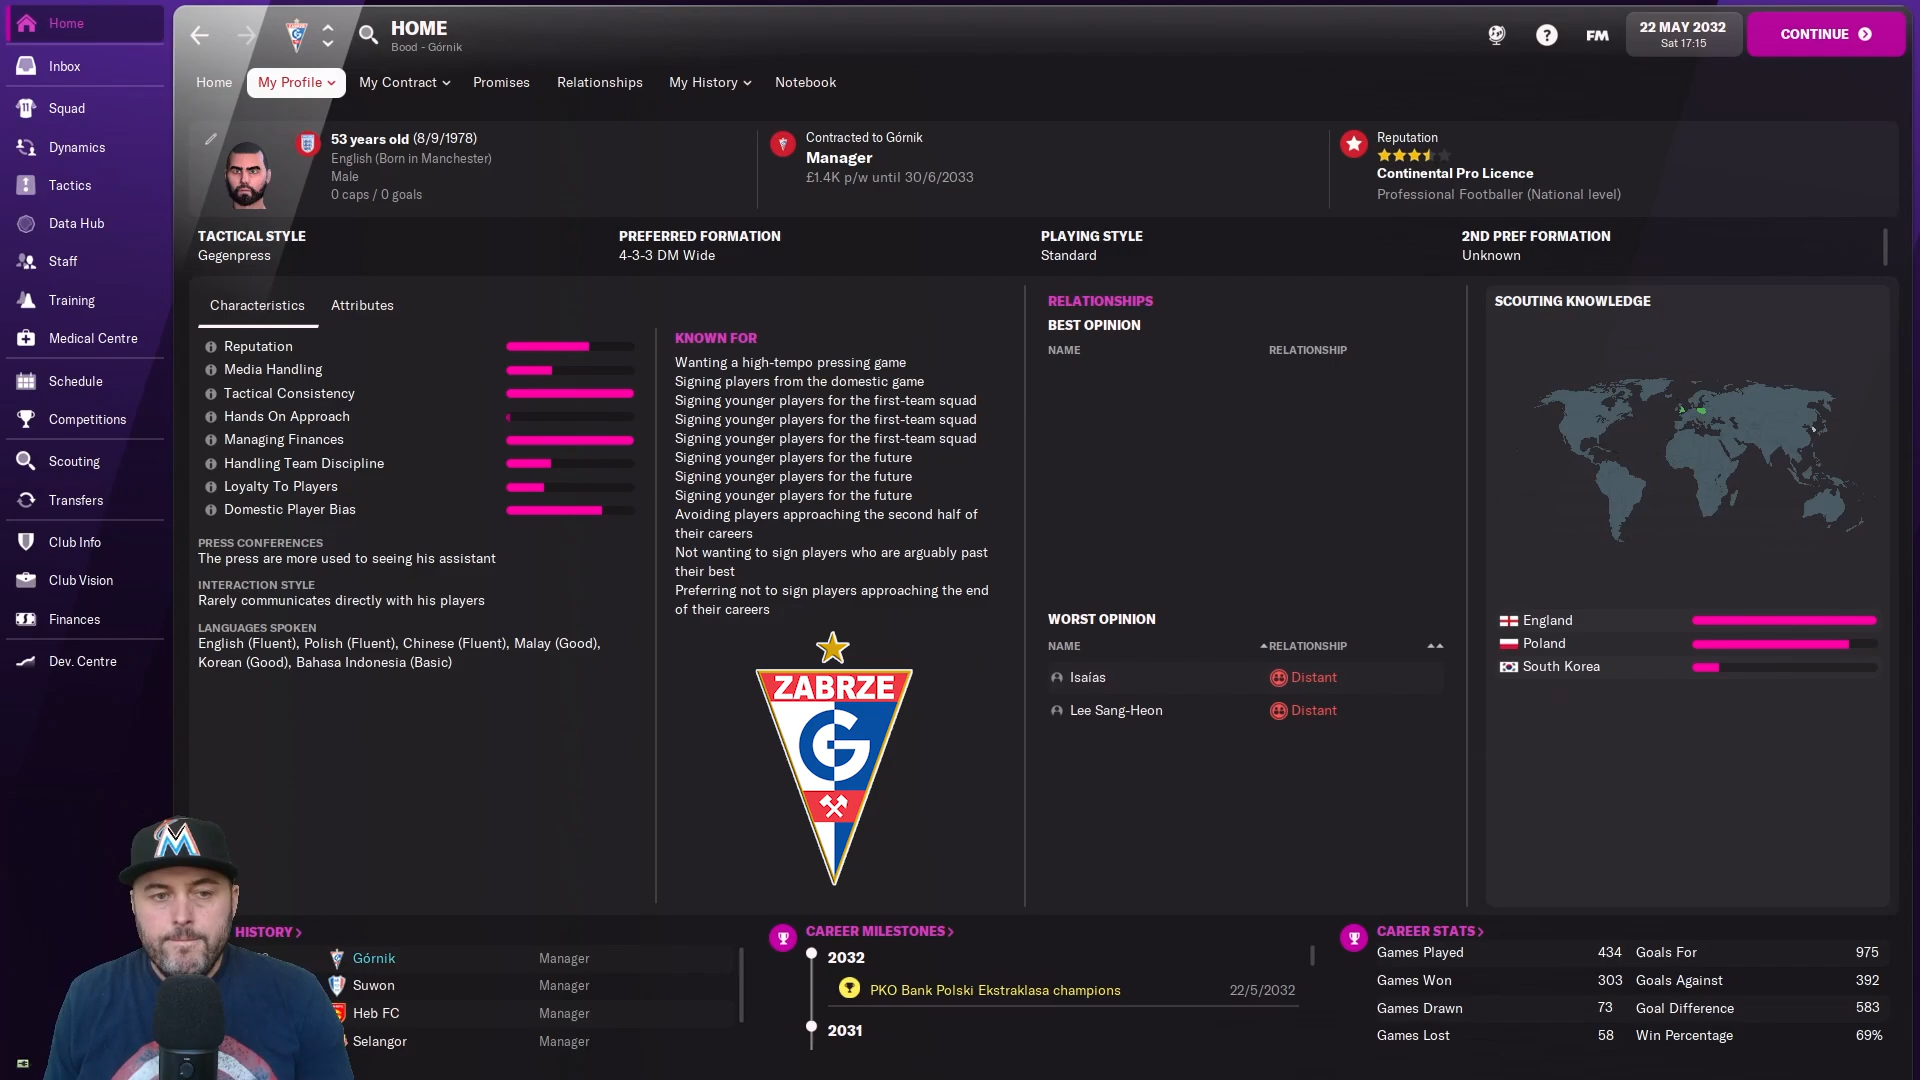 Home
Inbox
Squad
Dynamics
Tactics
Data Hub
Staff
Training
Medical Centre
Schedule
Competitions
Scouting
Transfers
Club Info
Club Vision
Finances
Dev. Centre
HOME
Bood - Górnik
FM
22 MAY 2032
Sat 17:15
CONTINUE
Home
My Profile
My Contract
Promises
Relationships
My History
Notebook
53 years old (8/9/1978)
English (Born in Manchester)
Male
0 caps / 0 goals
Contracted to Górnik
Manager
£1.4K p/w until 30/6/2033
Reputation
Continental Pro Licence
Professional Footballer (National level)
TACTICAL STYLE
Gegenpress
PREFERRED FORMATION
4-3-3 DM Wide
PLAYING STYLE
Standard
2ND PREF FORMATION
Unknown
Characteristics
Attributes
Reputation
Media Handling
Tactical Consistency
Hands On Approach
Managing Finances
Handling Team Discipline
Loyalty To Players
Domestic Player Bias
PRESS CONFERENCES
The press are more used to seeing his assistant
INTERACTION STYLE
Rarely communicates directly with his players
LANGUAGES SPOKEN
English (Fluent), Polish (Fluent), Chinese (Fluent), Malay (Good),
Korean (Good), Bahasa Indonesia (Basic)
KNOWN FOR
Wanting a high-tempo pressing game
Signing players from the domestic game
Signing younger players for the first-team squad
Signing younger players for the first-team squad
Signing younger players for the first-team squad
Signing younger players for the future
Signing younger players for the future
Signing younger players for the future
Avoiding players approaching the second half of
their careers
Not wanting to sign players who are arguably past
their best
Preferring not to sign players approaching the end
of their careers
ZABRZE
G
RELATIONSHIPS
BEST OPINION
NAME RELATIONSHIP
WORST OPINION
NAME RELATIONSHIP
Isaías Distant
Lee Sang-Heon Distant
SCOUTING KNOWLEDGE
England
Poland
South Korea
HISTORY
Górnik Manager
Suwon Manager
Heb FC Manager
Selangor Manager
CAREER MILESTONES
2032
PKO Bank Polski Ekstraklasa champions 22/5/2032
2031
CAREER STATS
Games Played 434 Goals For 975
Games Won 303 Goals Against 392
Games Drawn 73 Goal Difference 583
Games Lost 58 Win Percentage 69%